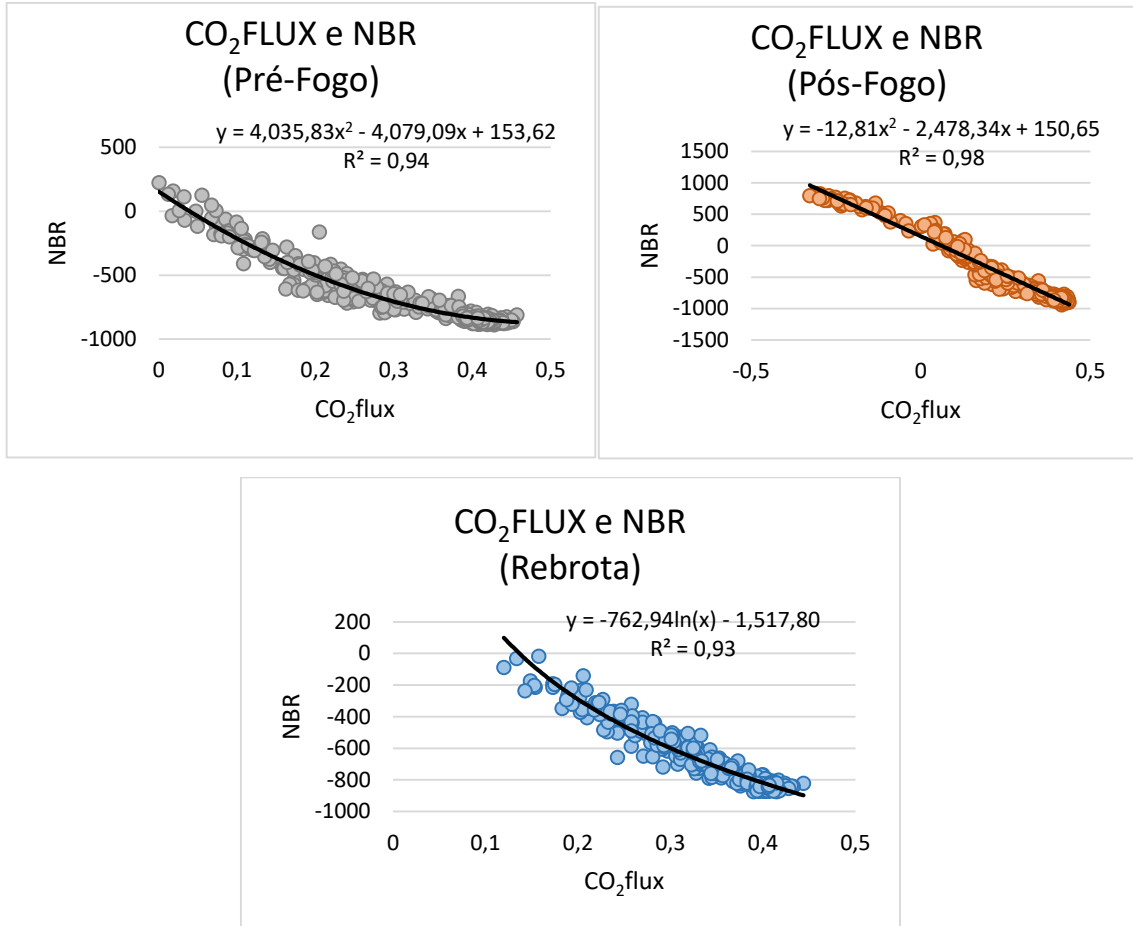 CO₂FLUX e NBR
(Pré-Fogo)
y = 4,035,83x² - 4,079,09x + 153,62
R² = 0,94
500
0
-500
-1000
NBR
0 0,1 0,2 0,3 0,4 0,5
CO₂flux
CO₂FLUX e NBR
(Pós-Fogo)
y = -12,81x² - 2,478,34x + 150,65
R² = 0,98
1500
1000
500
0
-500
-1000
-1500
NBR
-0,5 0 0,5
CO₂flux
CO₂FLUX e NBR
(Rebrota)
y = -762,94ln(x) - 1,517,80
R² = 0,93
200
0
-200
-400
-600
-800
-1000
NBR
0 0,1 0,2 0,3 0,4 0,5
CO₂flux